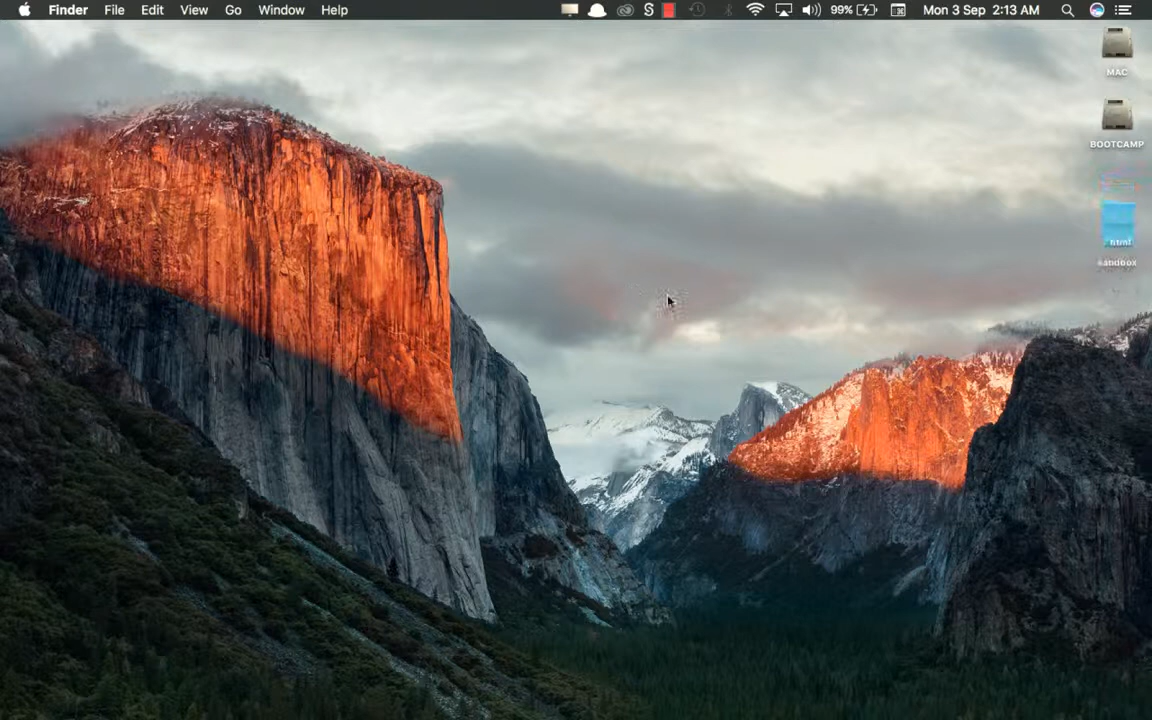 Finder File Edit View Go Window Help 99% Mon 3 Sep 2:13 AM
MAC
BOOTCAMP
html
sandbox